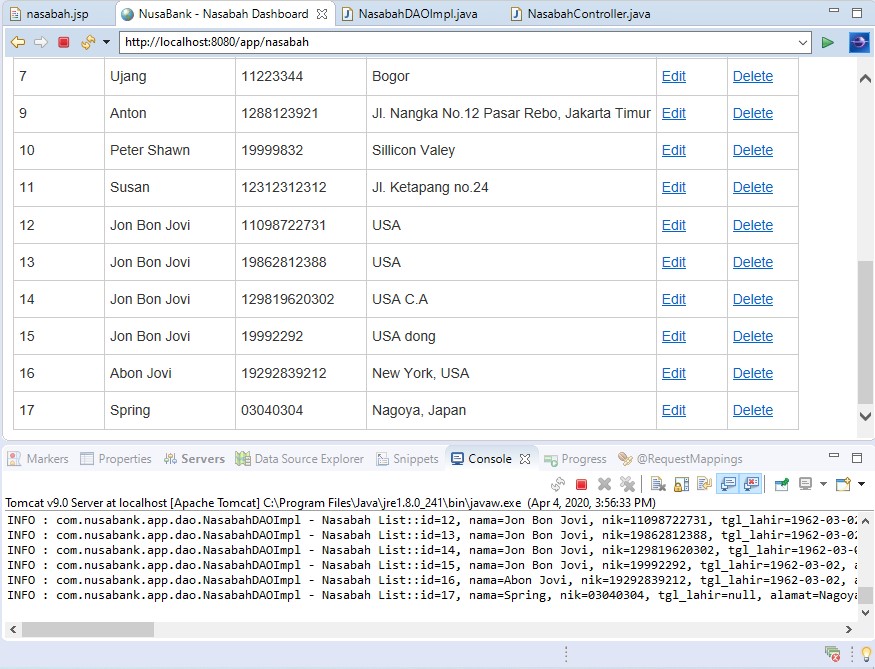 nasabah.jsp NusaBank - Nasabah Dashboard NasabahDAOImpl.java NasabahController.java
http://localhost:8080/app/nasabah
7 Ujang 11223344 Bogor Edit Delete
9 Anton 1288123921 Jl. Nangka No.12 Pasar Rebo, Jakarta Timur Edit Delete
10 Peter Shawn 19999832 Sillicon Valey Edit Delete
11 Susan 12312312312 Jl. Ketapang no.24 Edit Delete
12 Jon Bon Jovi 11098722731 USA Edit Delete
13 Jon Bon Jovi 19862812388 USA Edit Delete
14 Jon Bon Jovi 129819620302 USA C.A Edit Delete
15 Jon Bon Jovi 19992292 USA dong Edit Delete
16 Abon Jovi 19292839212 New York, USA Edit Delete
17 Spring 03040304 Nagoya, Japan Edit Delete
Markers Properties Servers Data Source Explorer Snippets Console Progress @RequestMappings
Tomcat v9.0 Server at localhost [Apache Tomcat] C:\Program Files\Java\jre1.8.0_241\bin\javaw.exe (Apr 4, 2020, 3:56:33 PM)
INFO : com.nusabank.app.dao.NasabahDAOImpl - Nasabah List::id=12, nama=Jon Bon Jovi, nik=11098722731, tgl_lahir=1962-03-02
INFO : com.nusabank.app.dao.NasabahDAOImpl - Nasabah List::id=13, nama=Jon Bon Jovi, nik=19862812388, tgl_lahir=1962-03-02
INFO : com.nusabank.app.dao.NasabahDAOImpl - Nasabah List::id=14, nama=Jon Bon Jovi, nik=129819620302, tgl_lahir=1962-03-0
INFO : com.nusabank.app.dao.NasabahDAOImpl - Nasabah List::id=15, nama=Jon Bon Jovi, nik=19992292, tgl_lahir=1962-03-02, a
INFO : com.nusabank.app.dao.NasabahDAOImpl - Nasabah List::id=16, nama=Abon Jovi, nik=19292839212, tgl_lahir=1962-03-02, a
INFO : com.nusabank.app.dao.NasabahDAOImpl - Nasabah List::id=17, nama=Spring, nik=03040304, tgl_lahir=null, alamat=Nagoya